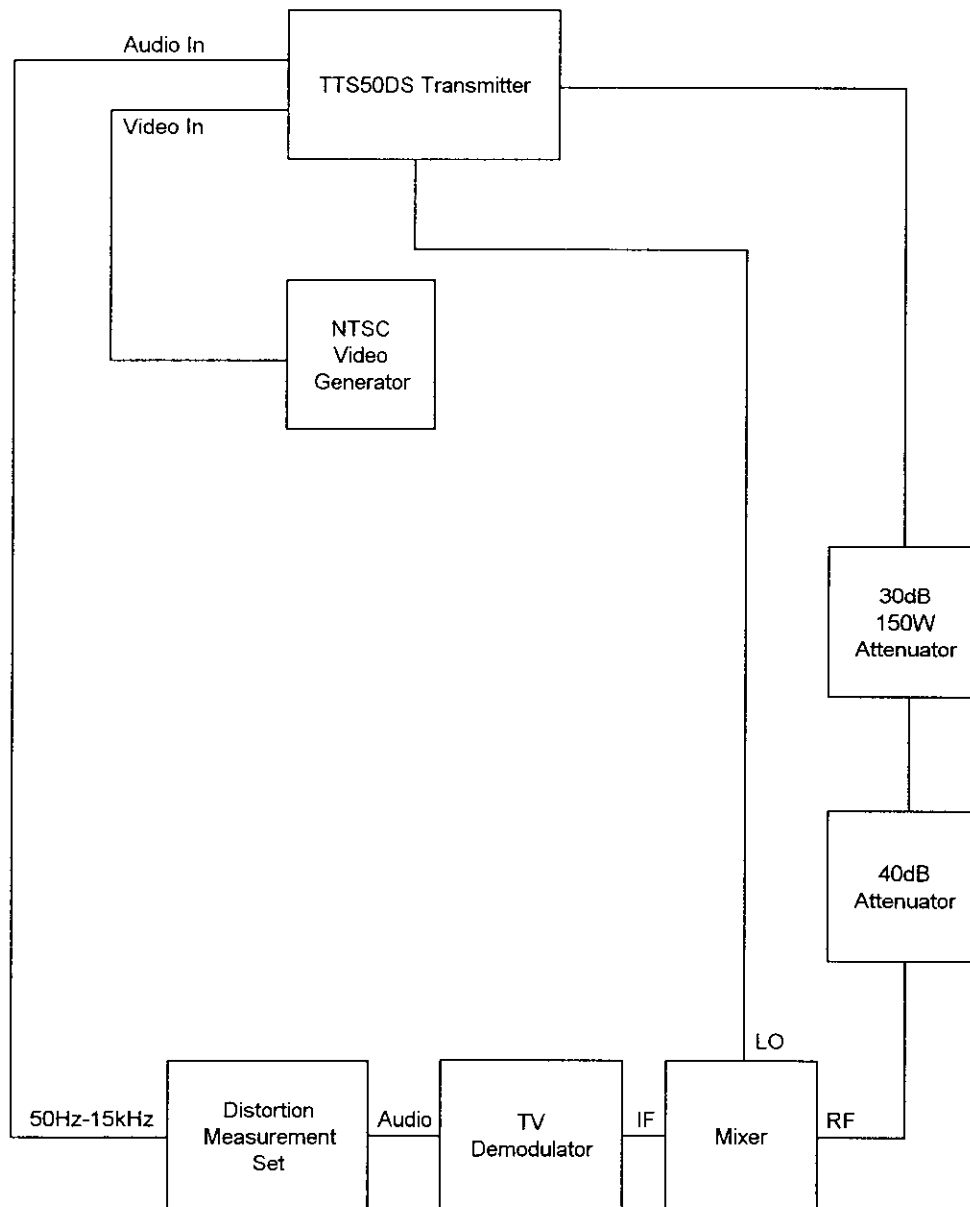 Audio In
TTS50DS Transmitter
Video In
NTSC
Video
Generator
30dB
150W
Attenuator
40dB
Attenuator
LO
50Hz-15kHz
Distortion
Measurement
Set
Audio
TV
Demodulator
IF
Mixer
RF